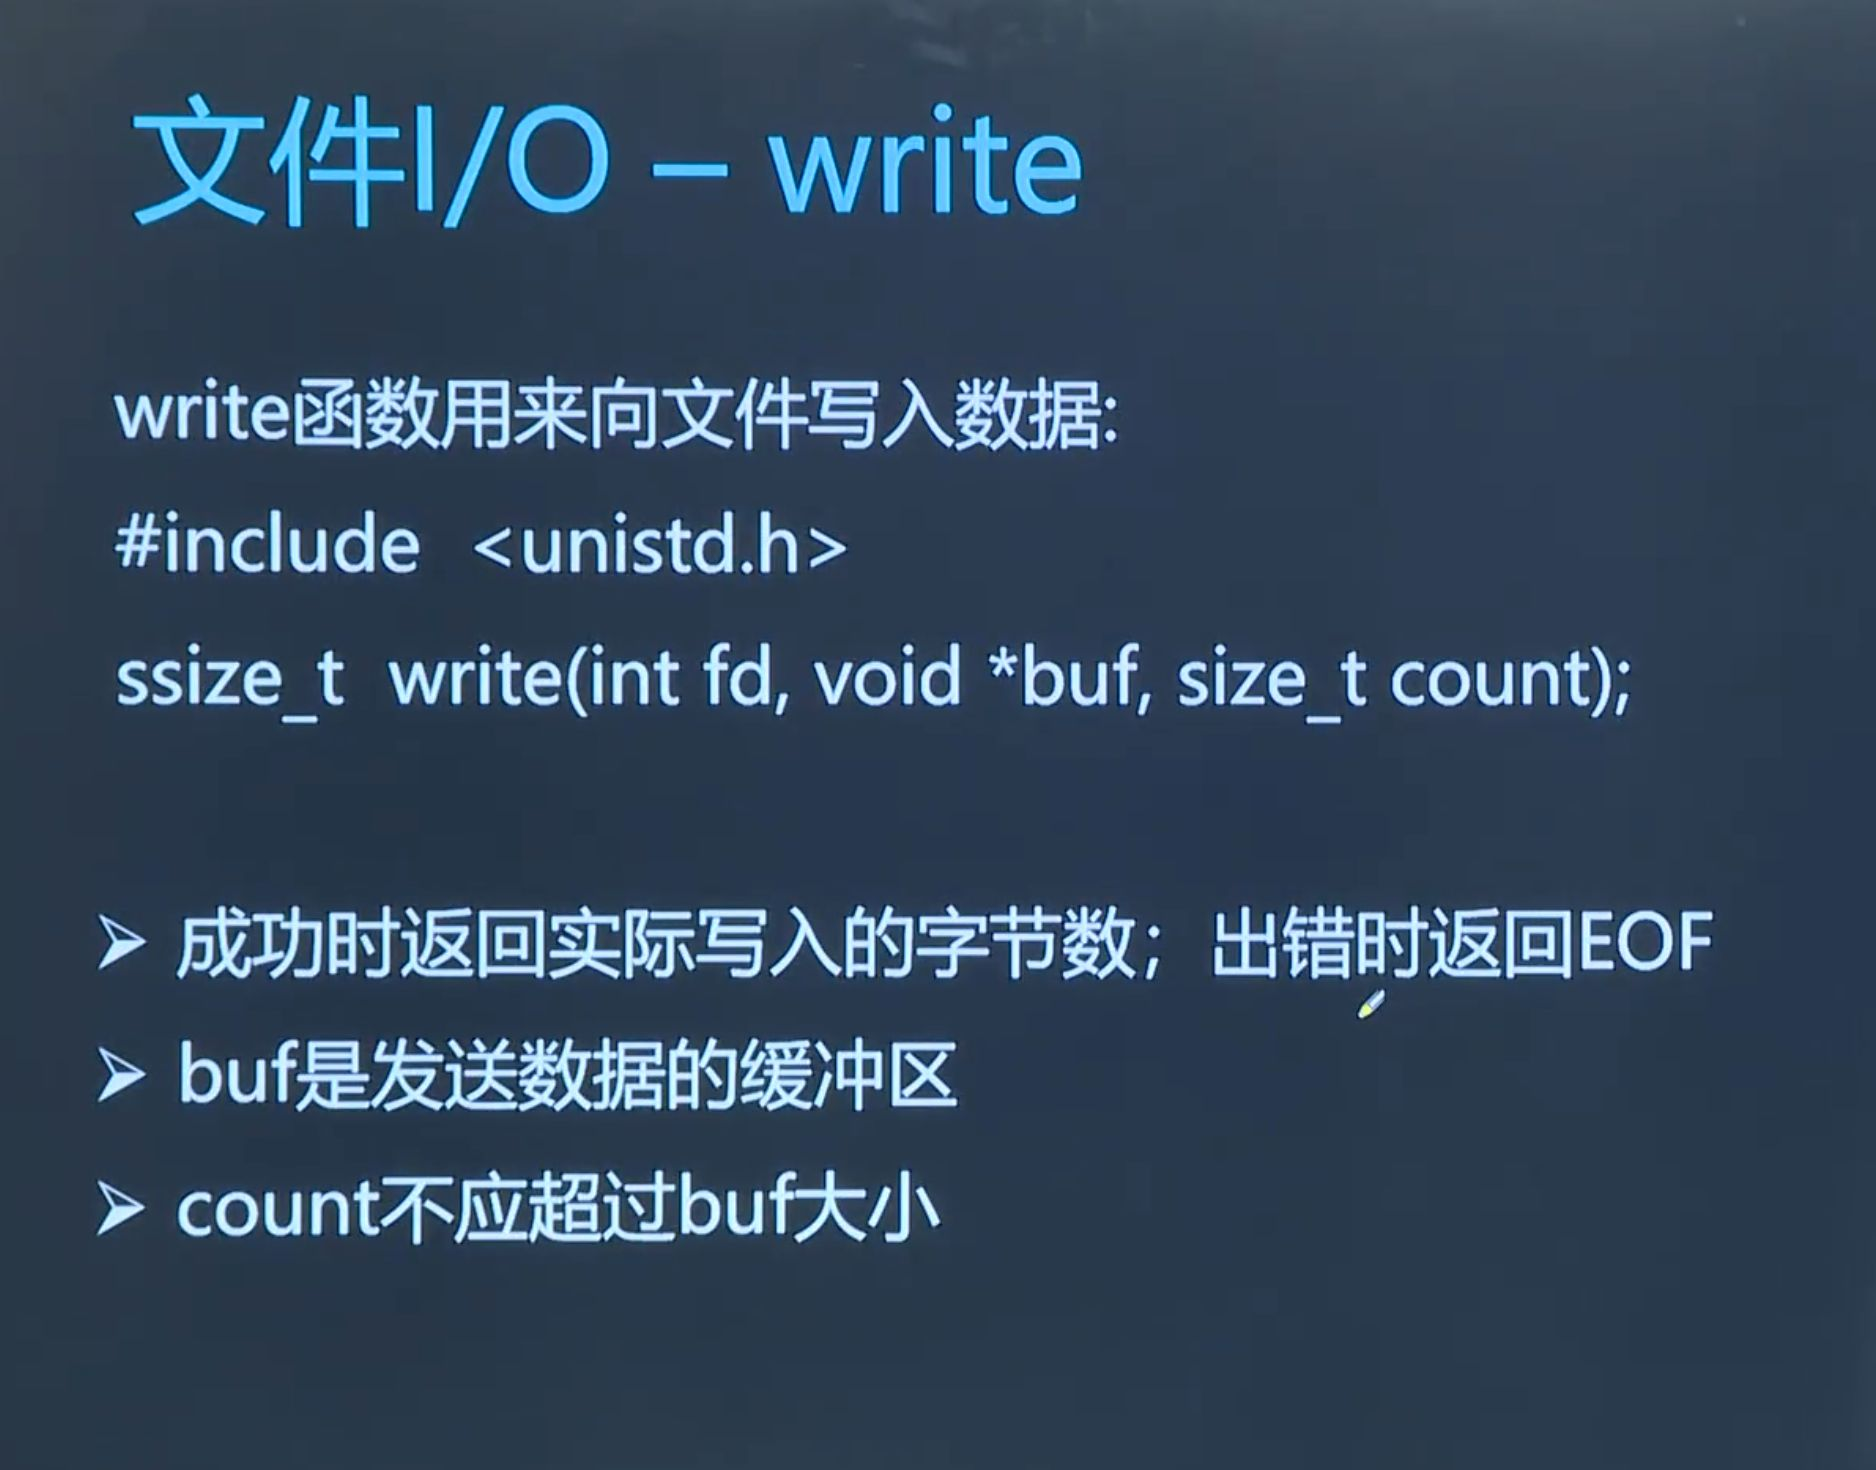 文件I/O – write
write函数用来向文件写入数据:
#include <unistd.h>
ssize_t write(int fd, void *buf, size_t count);
➢ 成功时返回实际写入的字节数；出错时返回EOF
➢ buf是发送数据的缓冲区
➢ count不应超过buf大小